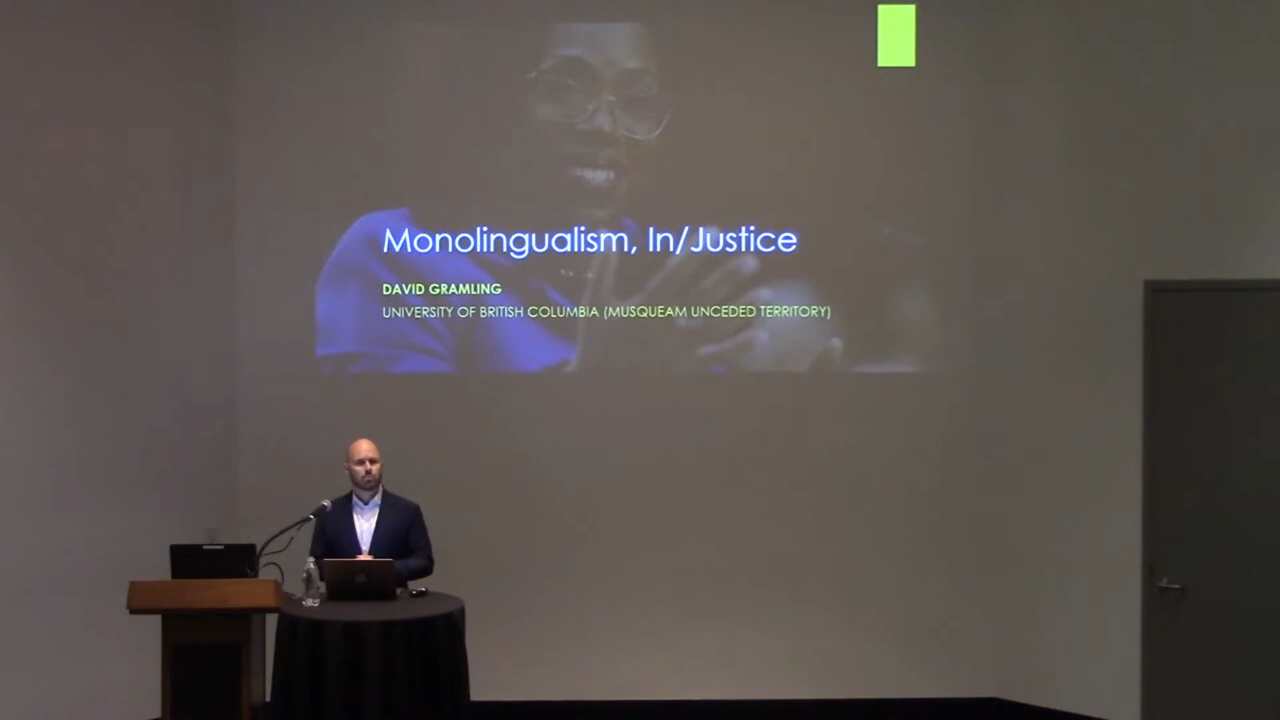 Monolingualism, In/Justice
DAVID GRAMLING
UNIVERSITY OF BRITISH COLUMBIA (MUSQUEAM UNCEDED TERRITORY)